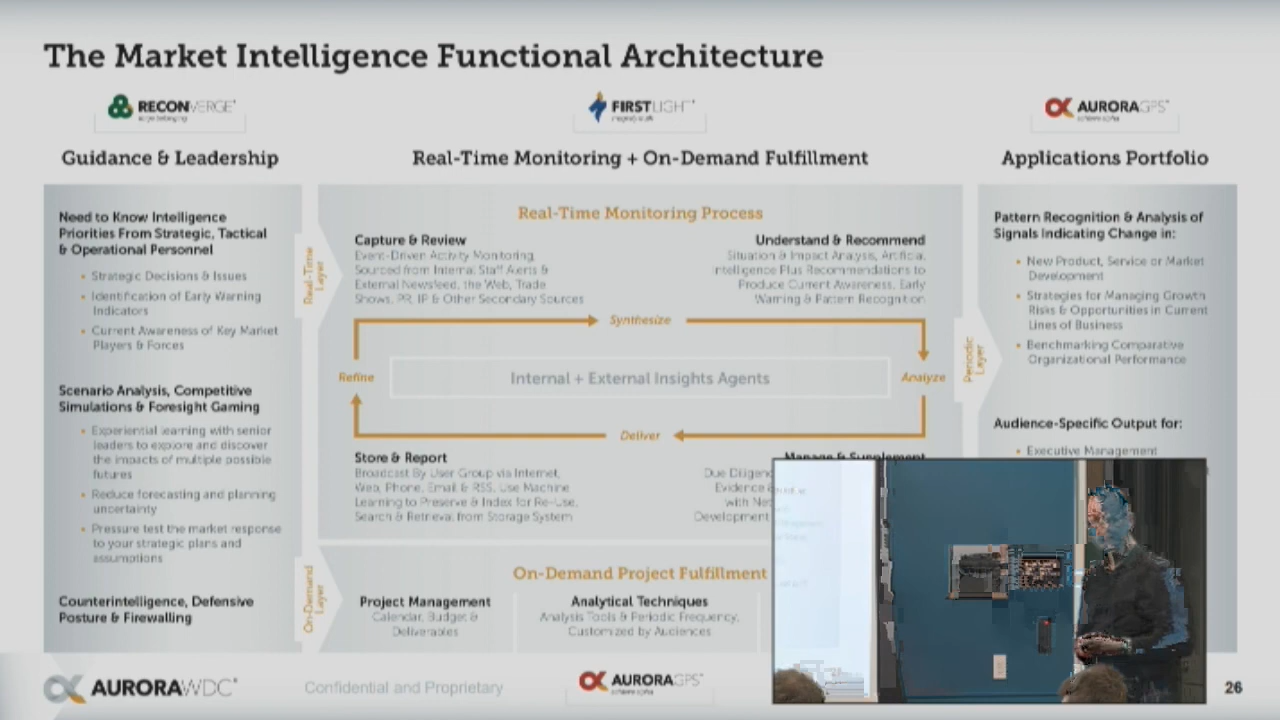 The Market Intelligence Functional Architecture
RECONVERGE
FIRSTLIGHT
AURORAGPS
Guidance & Leadership
Real-Time Monitoring + On-Demand Fulfillment
Applications Portfolio
Need to Know Intelligence
Priorities From Strategic, Tactical
& Operational Personnel
• Strategic Decisions & Issues
• Identification of Early Warning
Indicators
• Current Awareness of Key Market
Players & Forces
Scenario Analysis, Competitive
Simulations & Foresight Gaming
• Experiential learning with senior
leaders to explore and discover
the impacts of multiple possible
futures
• Reduce forecasting and planning
uncertainty
• Pressure test the market response
to your strategic plans and
assumptions
Counterintelligence, Defensive
Posture & Firewalling
Real-Time
Layer
On-Demand
Layer
Real-Time Monitoring Process
Capture & Review
Event-Driven Activity Monitoring,
Sourced from Internal Staff Alerts &
External Newsfeed, the Web, Trade
Shows, PR, IP & Other Secondary Sources
Understand & Recommend
Situation & Impact Analysis, Artificial
Intelligence Plus Recommendations to
Produce Current Awareness, Early
Warning & Pattern Recognition
Synthesize
Refine
Internal + External Insights Agents
Analyze
Deliver
Store & Report
Broadcast By User Group via Internet,
Web, Phone, Email & RSS, Use Machine
Learning to Preserve & Index for Re-Use,
Search & Retrieval from Storage System
Manage & Supplement
Due
Evidence
with
Development
On-Demand Project Fulfillment
Project Management
Calendar, Budget &
Deliverables
Analytical Techniques
Analysis Tools & Periodic Frequency,
Customized by Audiences
Periodic
Layer
Pattern Recognition & Analysis of
Signals Indicating Change in:
• New Product, Service or Market
Development
• Strategies for Managing Growth
Risks & Opportunities in Current
Lines of Business
• Benchmarking Comparative
Organizational Performance
Audience-Specific Output for:
• Executive Management
AURORAWDC
Confidential and Proprietary
AURORAGPS
26